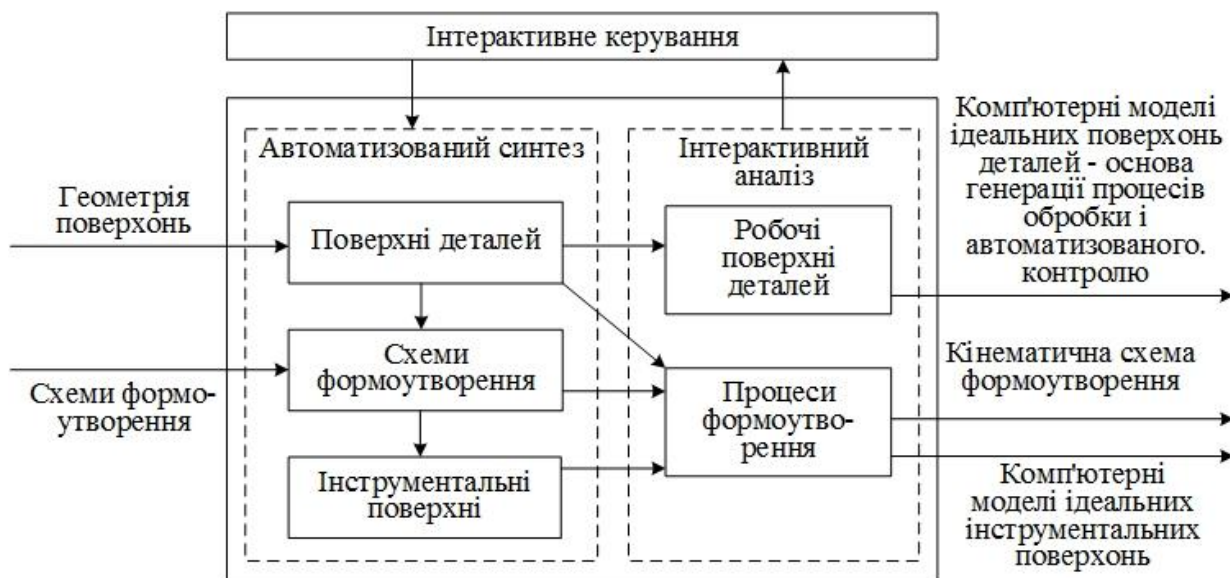 Інтерактивне керування
Автоматизований синтез
Інтерактивний
аналіз
Геометрія
поверхонь
Поверхні деталей
Робочі
поверхні
деталей
Комп'ютерні моделі
ідеальних поверхонь
деталей - основа
генерації процесів
обробки і
автоматизованого.
контролю
Схеми формо-
утворення
Схеми
формоутворення
Процеси
формоутво-
рення
Кінематична схема
формоутворення
Інструментальні
поверхні
Комп'ютерні
моделі ідеальних
інструментальних
поверхонь